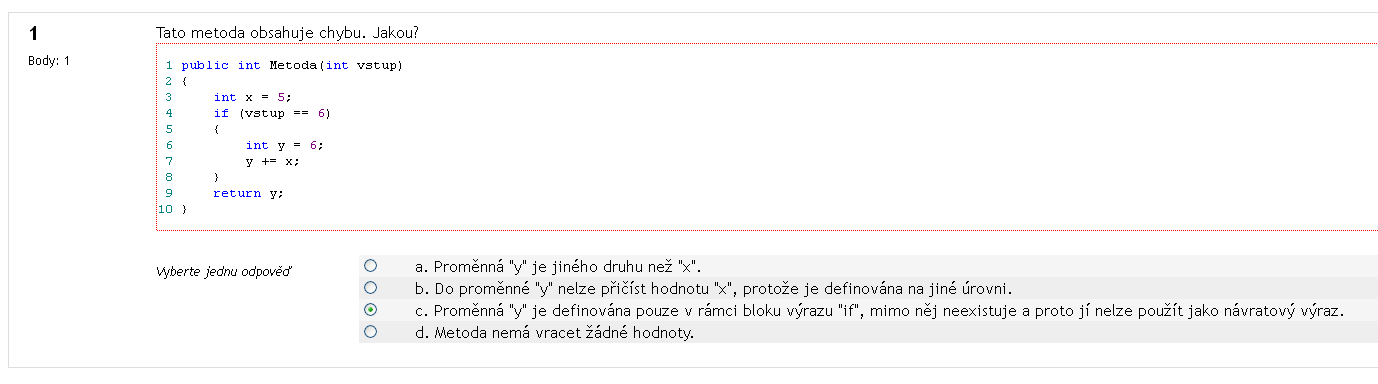 1
Body: 1
Tato metoda obsahuje chybu. Jakou?
1 public int Metoda(int vstup)
2 {
3     int x = 5;
4     if (vstup == 6)
5     {
6         int y = 6;
7         y += x;
8     }
9     return y;
10 }
Vyberte jednu odpověď
a. Proměnná "y" je jiného druhu než "x".
b. Do proměnné "y" nelze přičíst hodnotu "x", protože je definována na jiné úrovni.
c. Proměnná "y" je definována pouze v rámci bloku výrazu "if", mimo něj neexistuje a proto jí nelze použít jako návratový výraz.
d. Metoda nemá vracet žádné hodnoty.